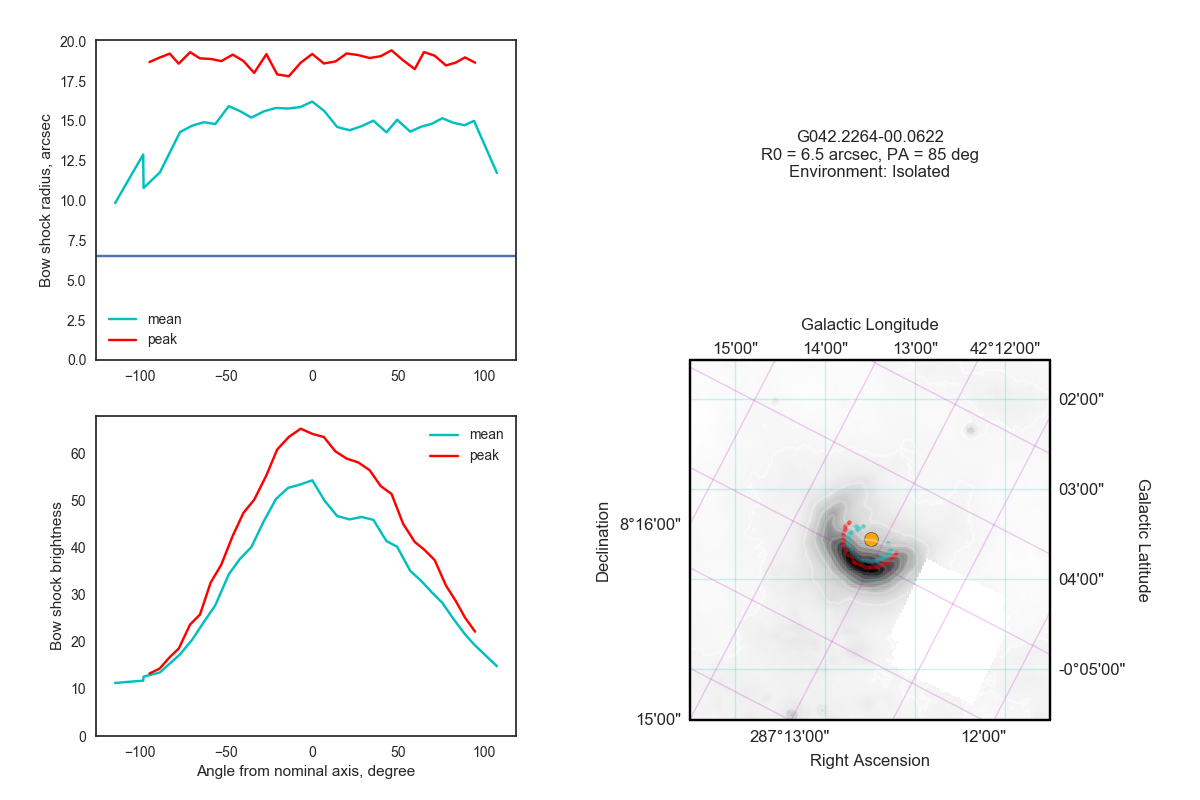 20.0
17.5
15.0
12.5
10.0
7.5
5.0
2.5
0.0
Bow shock radius, arcsec
mean
peak
−100
−50
0
50
100
G042.2264-00.0622
R0 = 6.5 arcsec, PA = 85 deg
Environment: Isolated
60
50
40
30
20
10
0
Bow shock brightness
mean
peak
−100
−50
0
50
100
Angle from nominal axis, degree
Galactic Longitude
15'00"
14'00"
13'00"
42°12'00"
02'00"
03'00"
04'00"
-0°05'00"
Galactic Latitude
8°16'00"
15'00"
Declination
287°13'00"
12'00"
Right Ascension